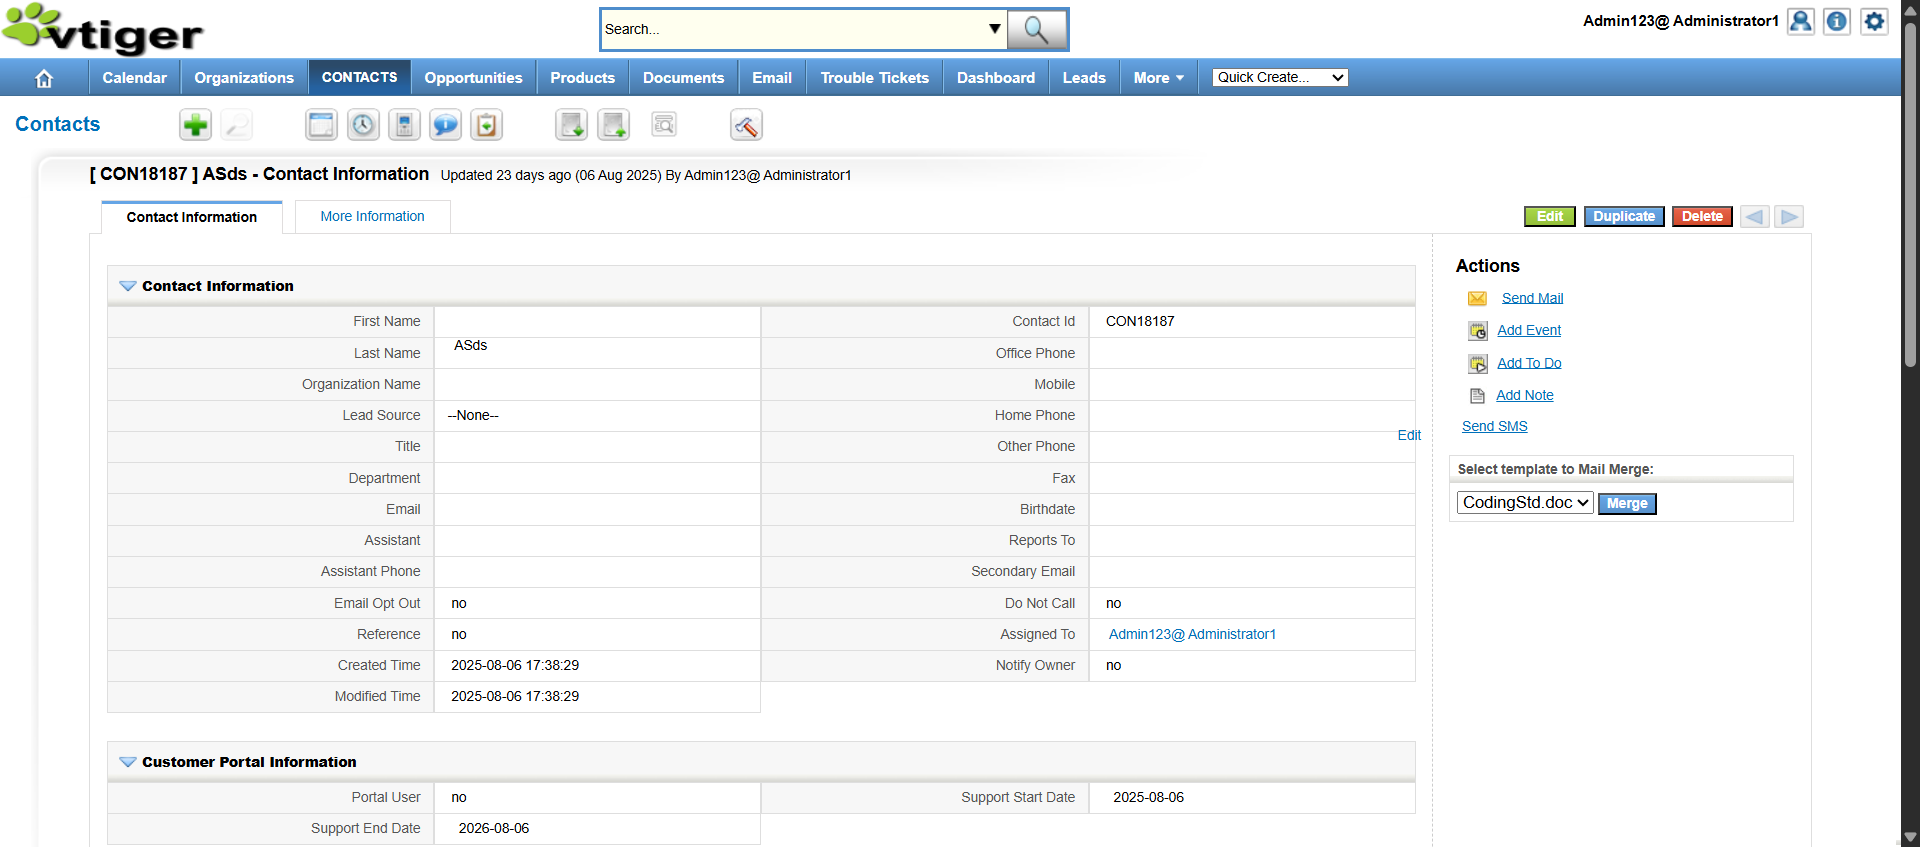 vtiger
Search...
Admin123@ Administrator1
Calendar
Organizations
CONTACTS
Opportunities
Products
Documents
Email
Trouble Tickets
Dashboard
Leads
More
Quick Create...
Contacts
[ CON18187 ] ASds - Contact Information Updated 23 days ago (06 Aug 2025) By Admin123@ Administrator1
Contact Information
More Information
Edit
Duplicate
Delete
Contact Information
First Name
Contact Id CON18187
Last Name ASds
Office Phone
Organization Name
Mobile
Lead Source --None--
Home Phone
Title
Other Phone
Edit
Department
Fax
Email
Birthdate
Assistant
Reports To
Assistant Phone
Secondary Email
Email Opt Out no
Do Not Call no
Reference no
Assigned To Admin123@ Administrator1
Created Time 2025-08-06 17:38:29
Notify Owner no
Modified Time 2025-08-06 17:38:29
Customer Portal Information
Portal User no
Support Start Date 2025-08-06
Support End Date 2026-08-06
Actions
Send Mail
Add Event
Add To Do
Add Note
Send SMS
Select template to Mail Merge:
CodingStd.doc
Merge